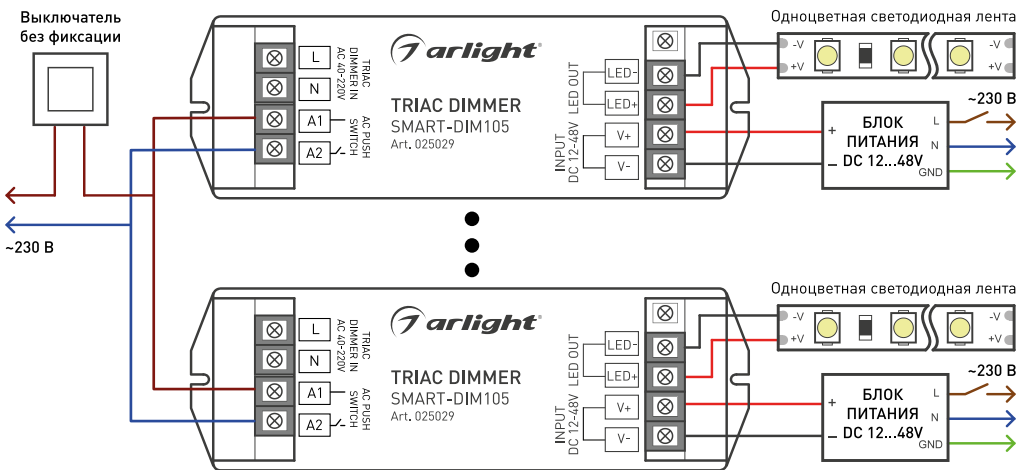 Выключатель
без фиксации
~230 В
L
N
A1
A2
TRIAC
DIMMER IN
AC 40-220V
AC PUSH
SWITCH
arlight
TRIAC DIMMER
SMART-DIM105
Art. 025029
LED OUT
LED-
LED+
INPUT
DC 12-48V
V+
V-
Одноцветная светодиодная лента
-V
+V
-V
+V
~230 В
+
–
БЛОК
ПИТАНИЯ
DC 12...48V
L
N
GND
L
N
A1
A2
TRIAC
DIMMER IN
AC 40-220V
AC PUSH
SWITCH
arlight
TRIAC DIMMER
SMART-DIM105
Art. 025029
LED OUT
LED-
LED+
INPUT
DC 12-48V
V+
V-
Одноцветная светодиодная лента
-V
+V
-V
+V
~230 В
+
–
БЛОК
ПИТАНИЯ
DC 12...48V
L
N
GND